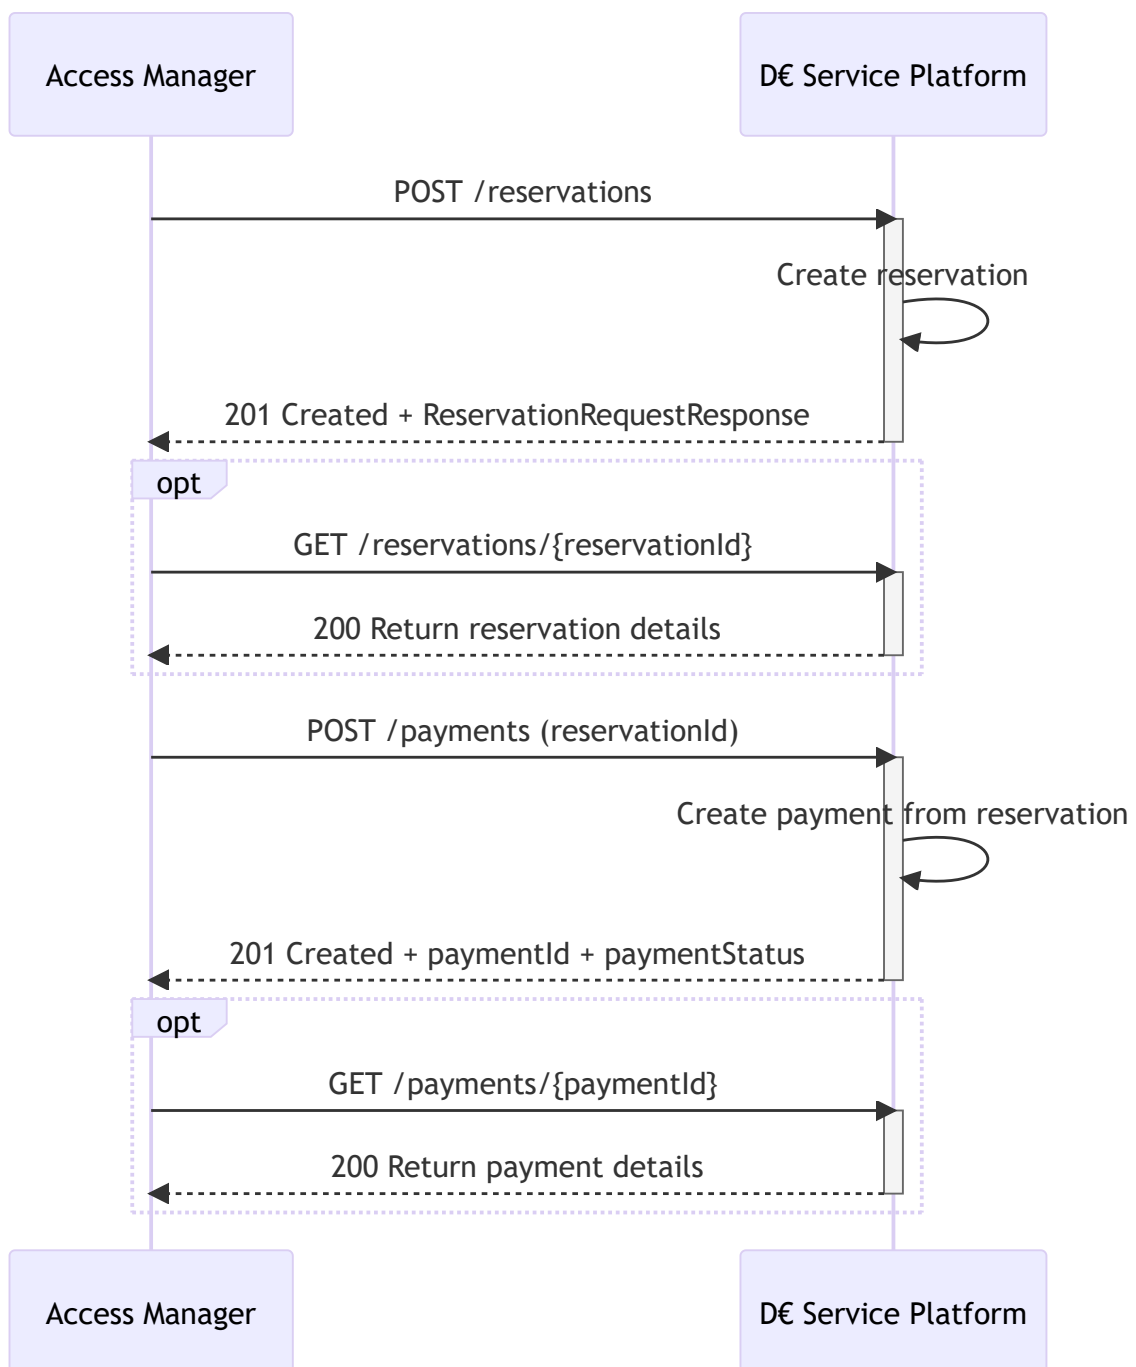 Access Manager
D€ Service Platform
POST /reservations
Create reservation
201 Created + ReservationRequestResponse
opt
GET /reservations/{reservationId}
200 Return reservation details
POST /payments (reservationId)
Create payment from reservation
201 Created + paymentId + paymentStatus
opt
GET /payments/{paymentId}
200 Return payment details
Access Manager
D€ Service Platform